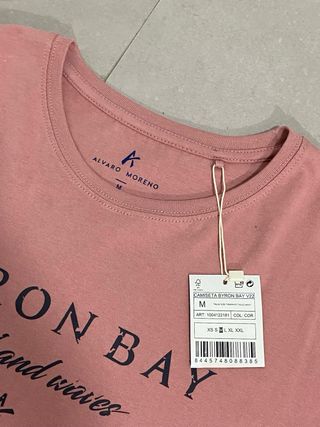 ALVARO MORENO
M
CAMISETA BYRON BAY V22
M
ART: 1004122181 COL: COR
XS S M L XL XXL
8445748088385
RON BAY
and waves
A